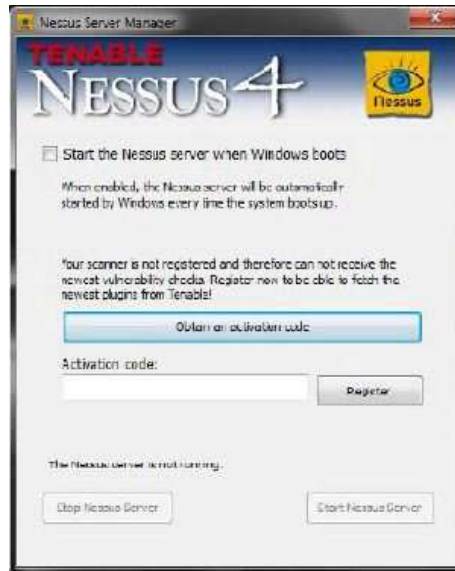 Nessus Server Manager
TENABLE
NESSUS 4
Nessus
Start the Nessus server when Windows boots
When enabled, the Nessus server will be automatically
started by Windows every time the system boots up.
Your scanner is not registered and therefore can not receive the
newest vulnerability checks. Register now to be able to fetch the
newest plugins from Tenable!
Obtain an activation code
Activation code:
Register
The Nessus server is not running.
Stop Nessus Server
Start Nessus Server